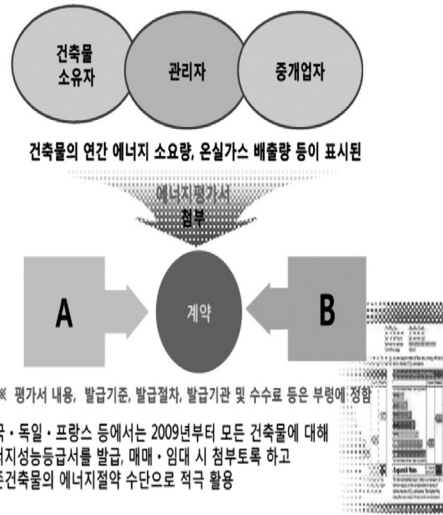 건축물
소유자
관리자
중개업자
건축물의 연간 에너지 소요량, 온실가스 배출량 등이 표시된
에너지평가서
첨부
A
계약
B
※ 평가서 내용, 발급기준, 발급절차, 발급기관 및 수수료 등은 부령에 정함
국・독일・프랑스 등에서는 2009년부터 모든 건축물에 대해
너지성능등급서를 발급, 매매・임대 시 첨부토록 하고
존건축물의 에너지절약 수단으로 적극 활용